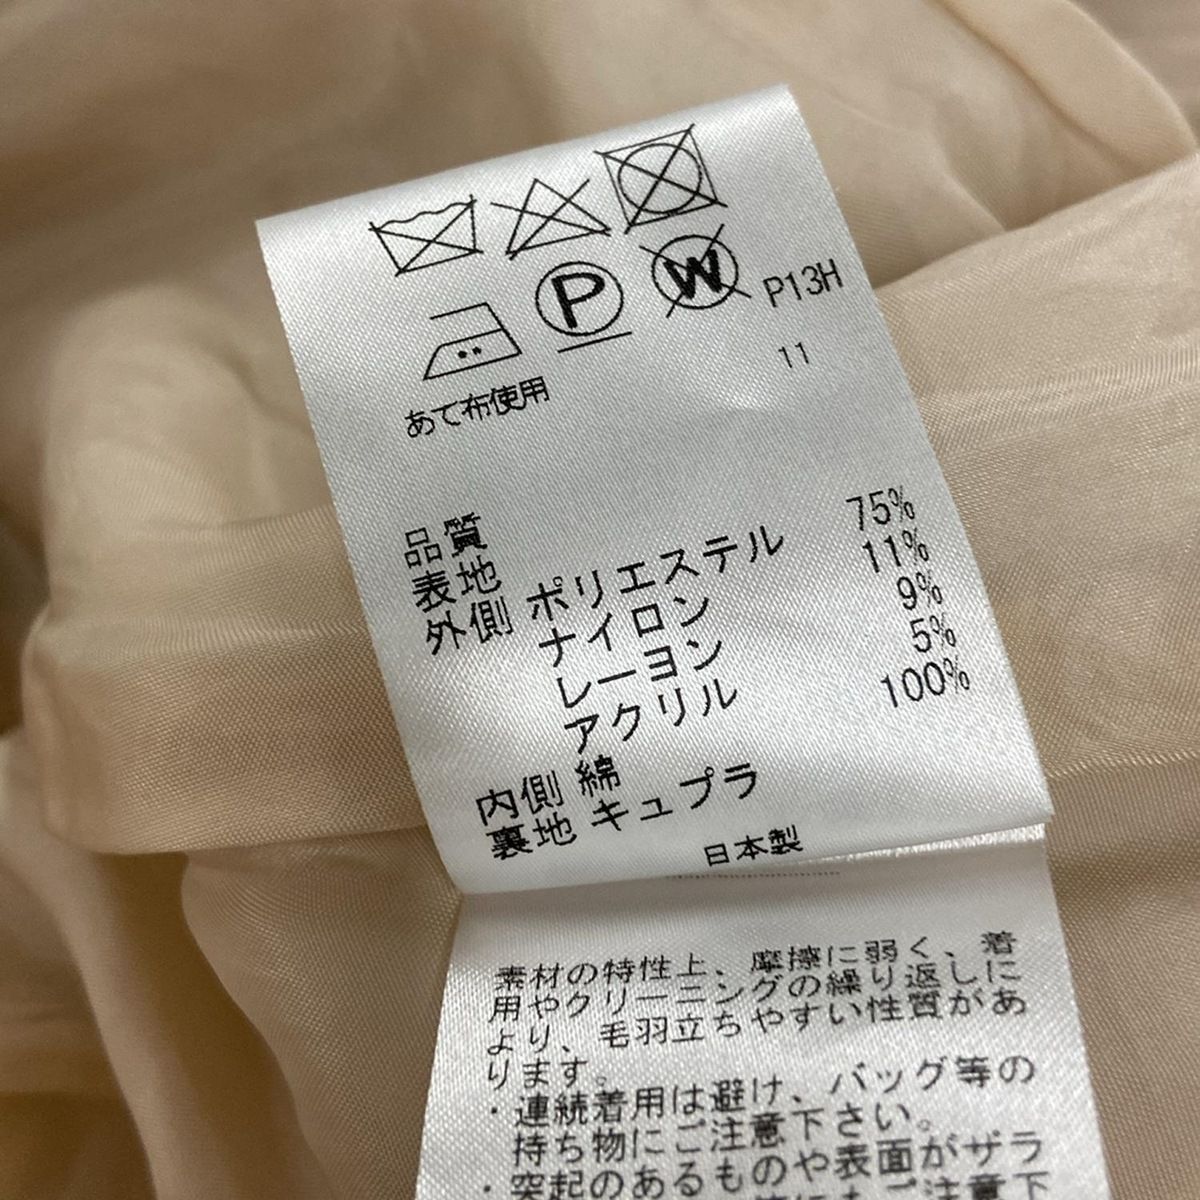 P W P13H
11
あて布使用
品質
表地
外側 ポリエステル 75%
ナイロン 11%
レーヨン 9%
アクリル 5%
内側 綿 100%
裏地 キュプラ
日本製
素材の特性上、摩擦に弱く、着
用やクリーニングの繰り返しに
より、毛羽立ちやすい性質があ
ります。
・連続着用は避け、バッグ等の
持ち物にご注意下さい。
・突起のあるものや表面がザラ